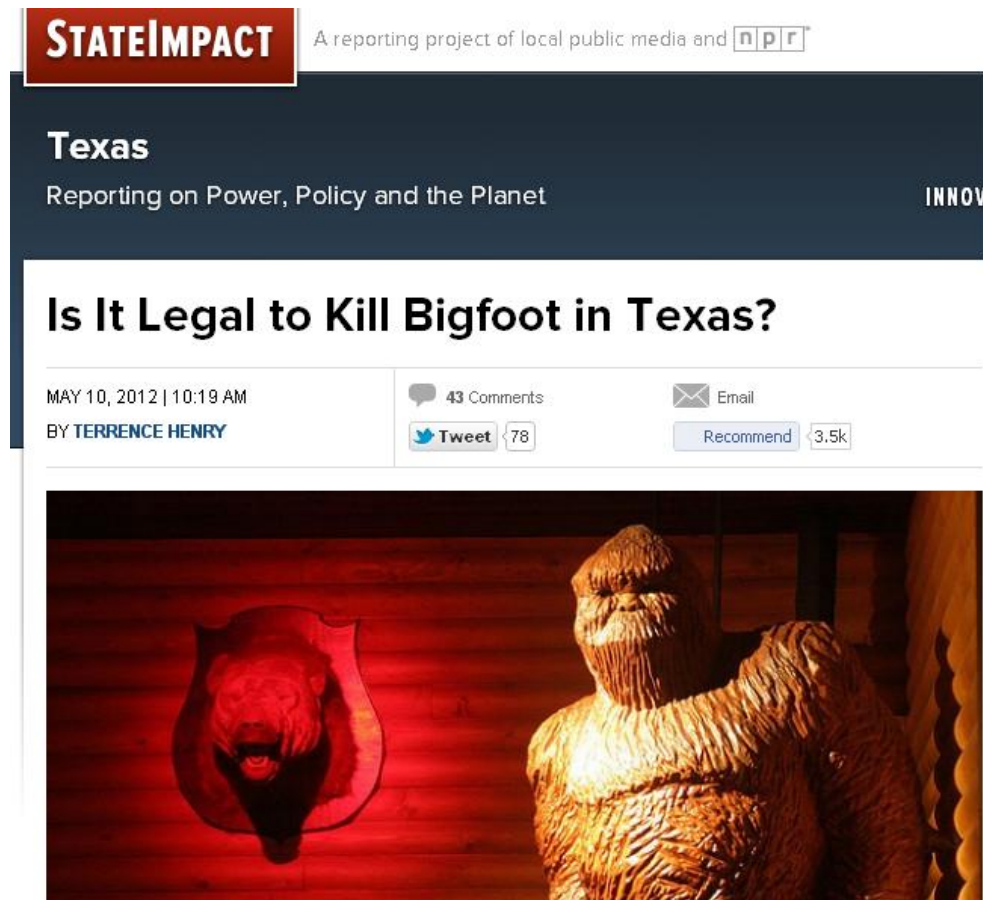 STATEIMPACT
A reporting project of local public media and npr
Texas
Reporting on Power, Policy and the Planet
INNOV
Is It Legal to Kill Bigfoot in Texas?
MAY 10, 2012 | 10:19 AM
43 Comments
Email
BY TERRENCE HENRY
Tweet 78
Recommend 3.5k